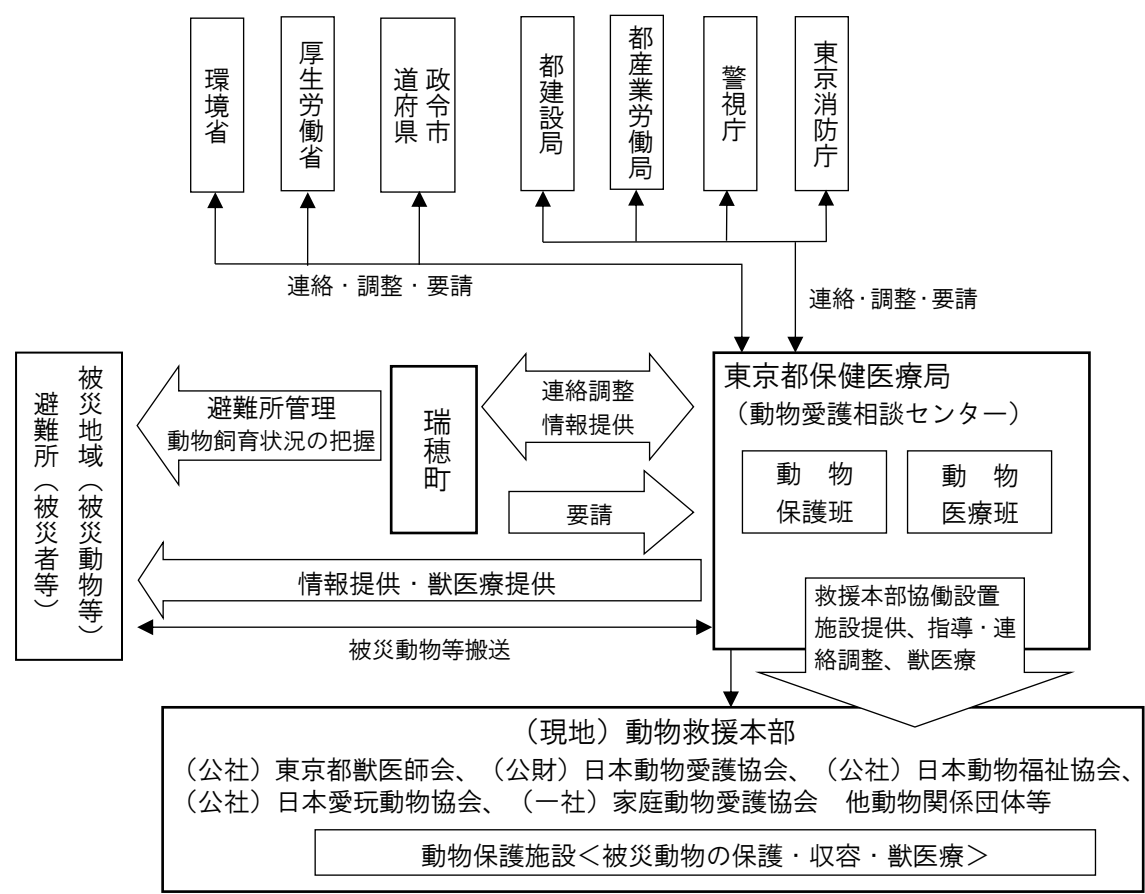 環境省
厚生労働省
政令市
道府県
都建設局
都産業労働局
警視庁
東京消防庁
連絡・調整・要請
連絡・調整・要請
被災地域（被災動物等）
避難所（被災者等）
避難所管理
動物飼育状況の把握
瑞穂町
連絡調整
情報提供
要請
東京都保健医療局
（動物愛護相談センター）
動　物
保護班
動　物
医療班
情報提供・獣医療提供
被災動物等搬送
救援本部協働設置
施設提供、指導・連
絡調整、獣医療
（現地）動物救援本部
（公社）東京都獣医師会、（公財）日本動物愛護協会、（公社）日本動物福祉協会、
（公社）日本愛玩動物協会、（一社）家庭動物愛護協会　他動物関係団体等
動物保護施設＜被災動物の保護・収容・獣医療＞